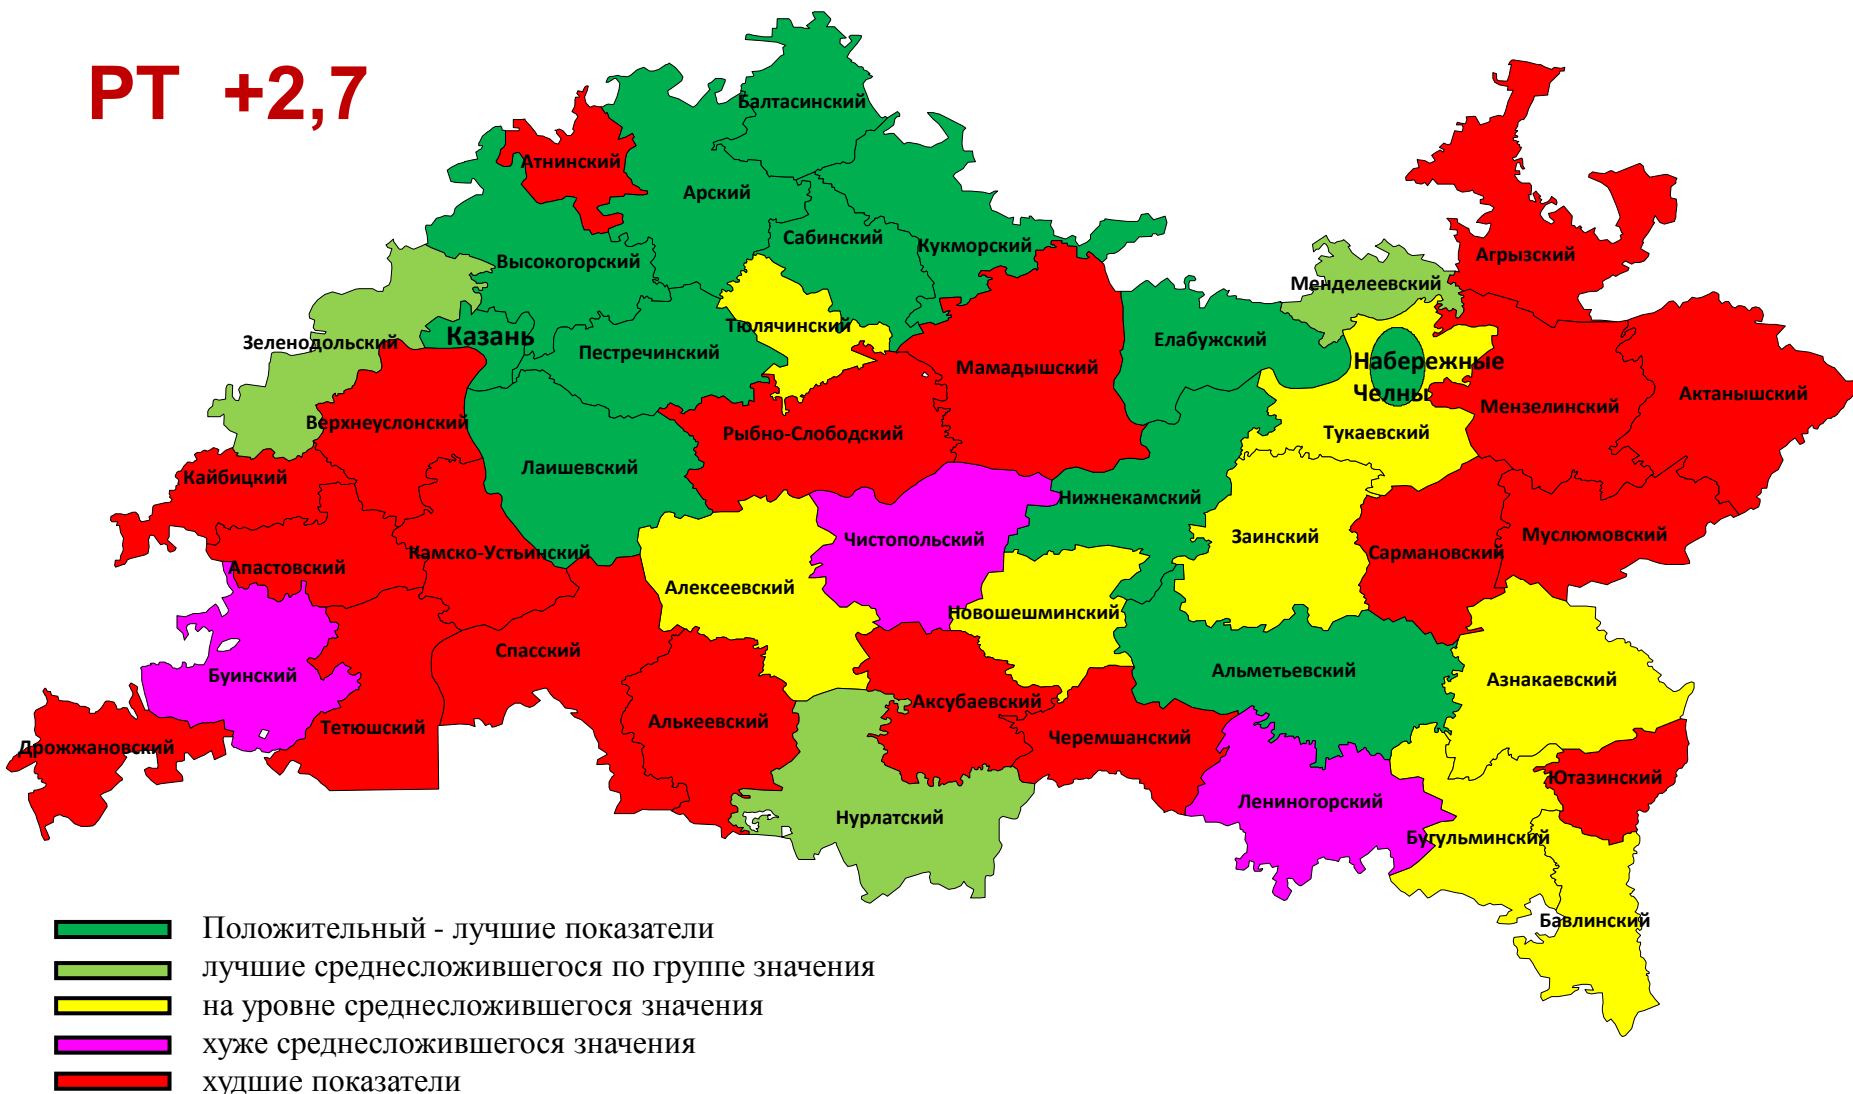 РТ +2,7
Балтасинский
Атнинский
Арский
Сабинский
Кукморский
Высокогорский
Агрызский
Менделеевский
Казань
Тюлячинский
Зеленодольский
Пестречинский
Елабужский
Мамадышский
Набережные
Челны
Актанышский
Мензелинский
Верхнеуслонский
Рыбно-Слободский
Тукаевский
Лаишевский
Кайбицкий
Нижнекамский
Чистопольский
Заинский
Муслюмовский
Камско-Устьинский
Сармановский
Апастовский
Алексеевский
Новошешминский
Спасский
Буинский
Альметьевский
Азнакаевский
Аксубаевский
Алькеевский
Тетюшский
Черемшанский
Дрожжановский
Ютазинский
Лениногорский
Нурлатский
Бугульминский
Бавлинский
Положительный - лучшие показатели
лучшие среднесложившегося по группе значения
на уровне среднесложившегося значения
хуже среднесложившегося значения
худшие показатели